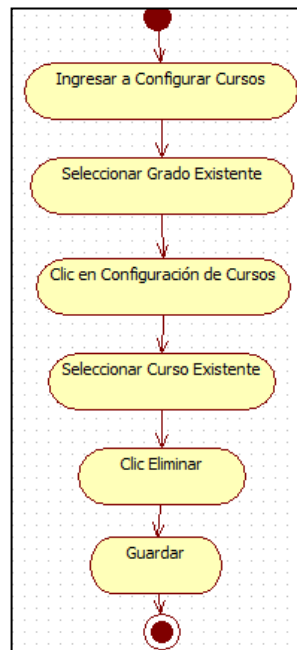 Ingresar a Configurar Cursos
Seleccionar Grado Existente
Clic en Configuración de Cursos
Seleccionar Curso Existente
Clic Eliminar
Guardar